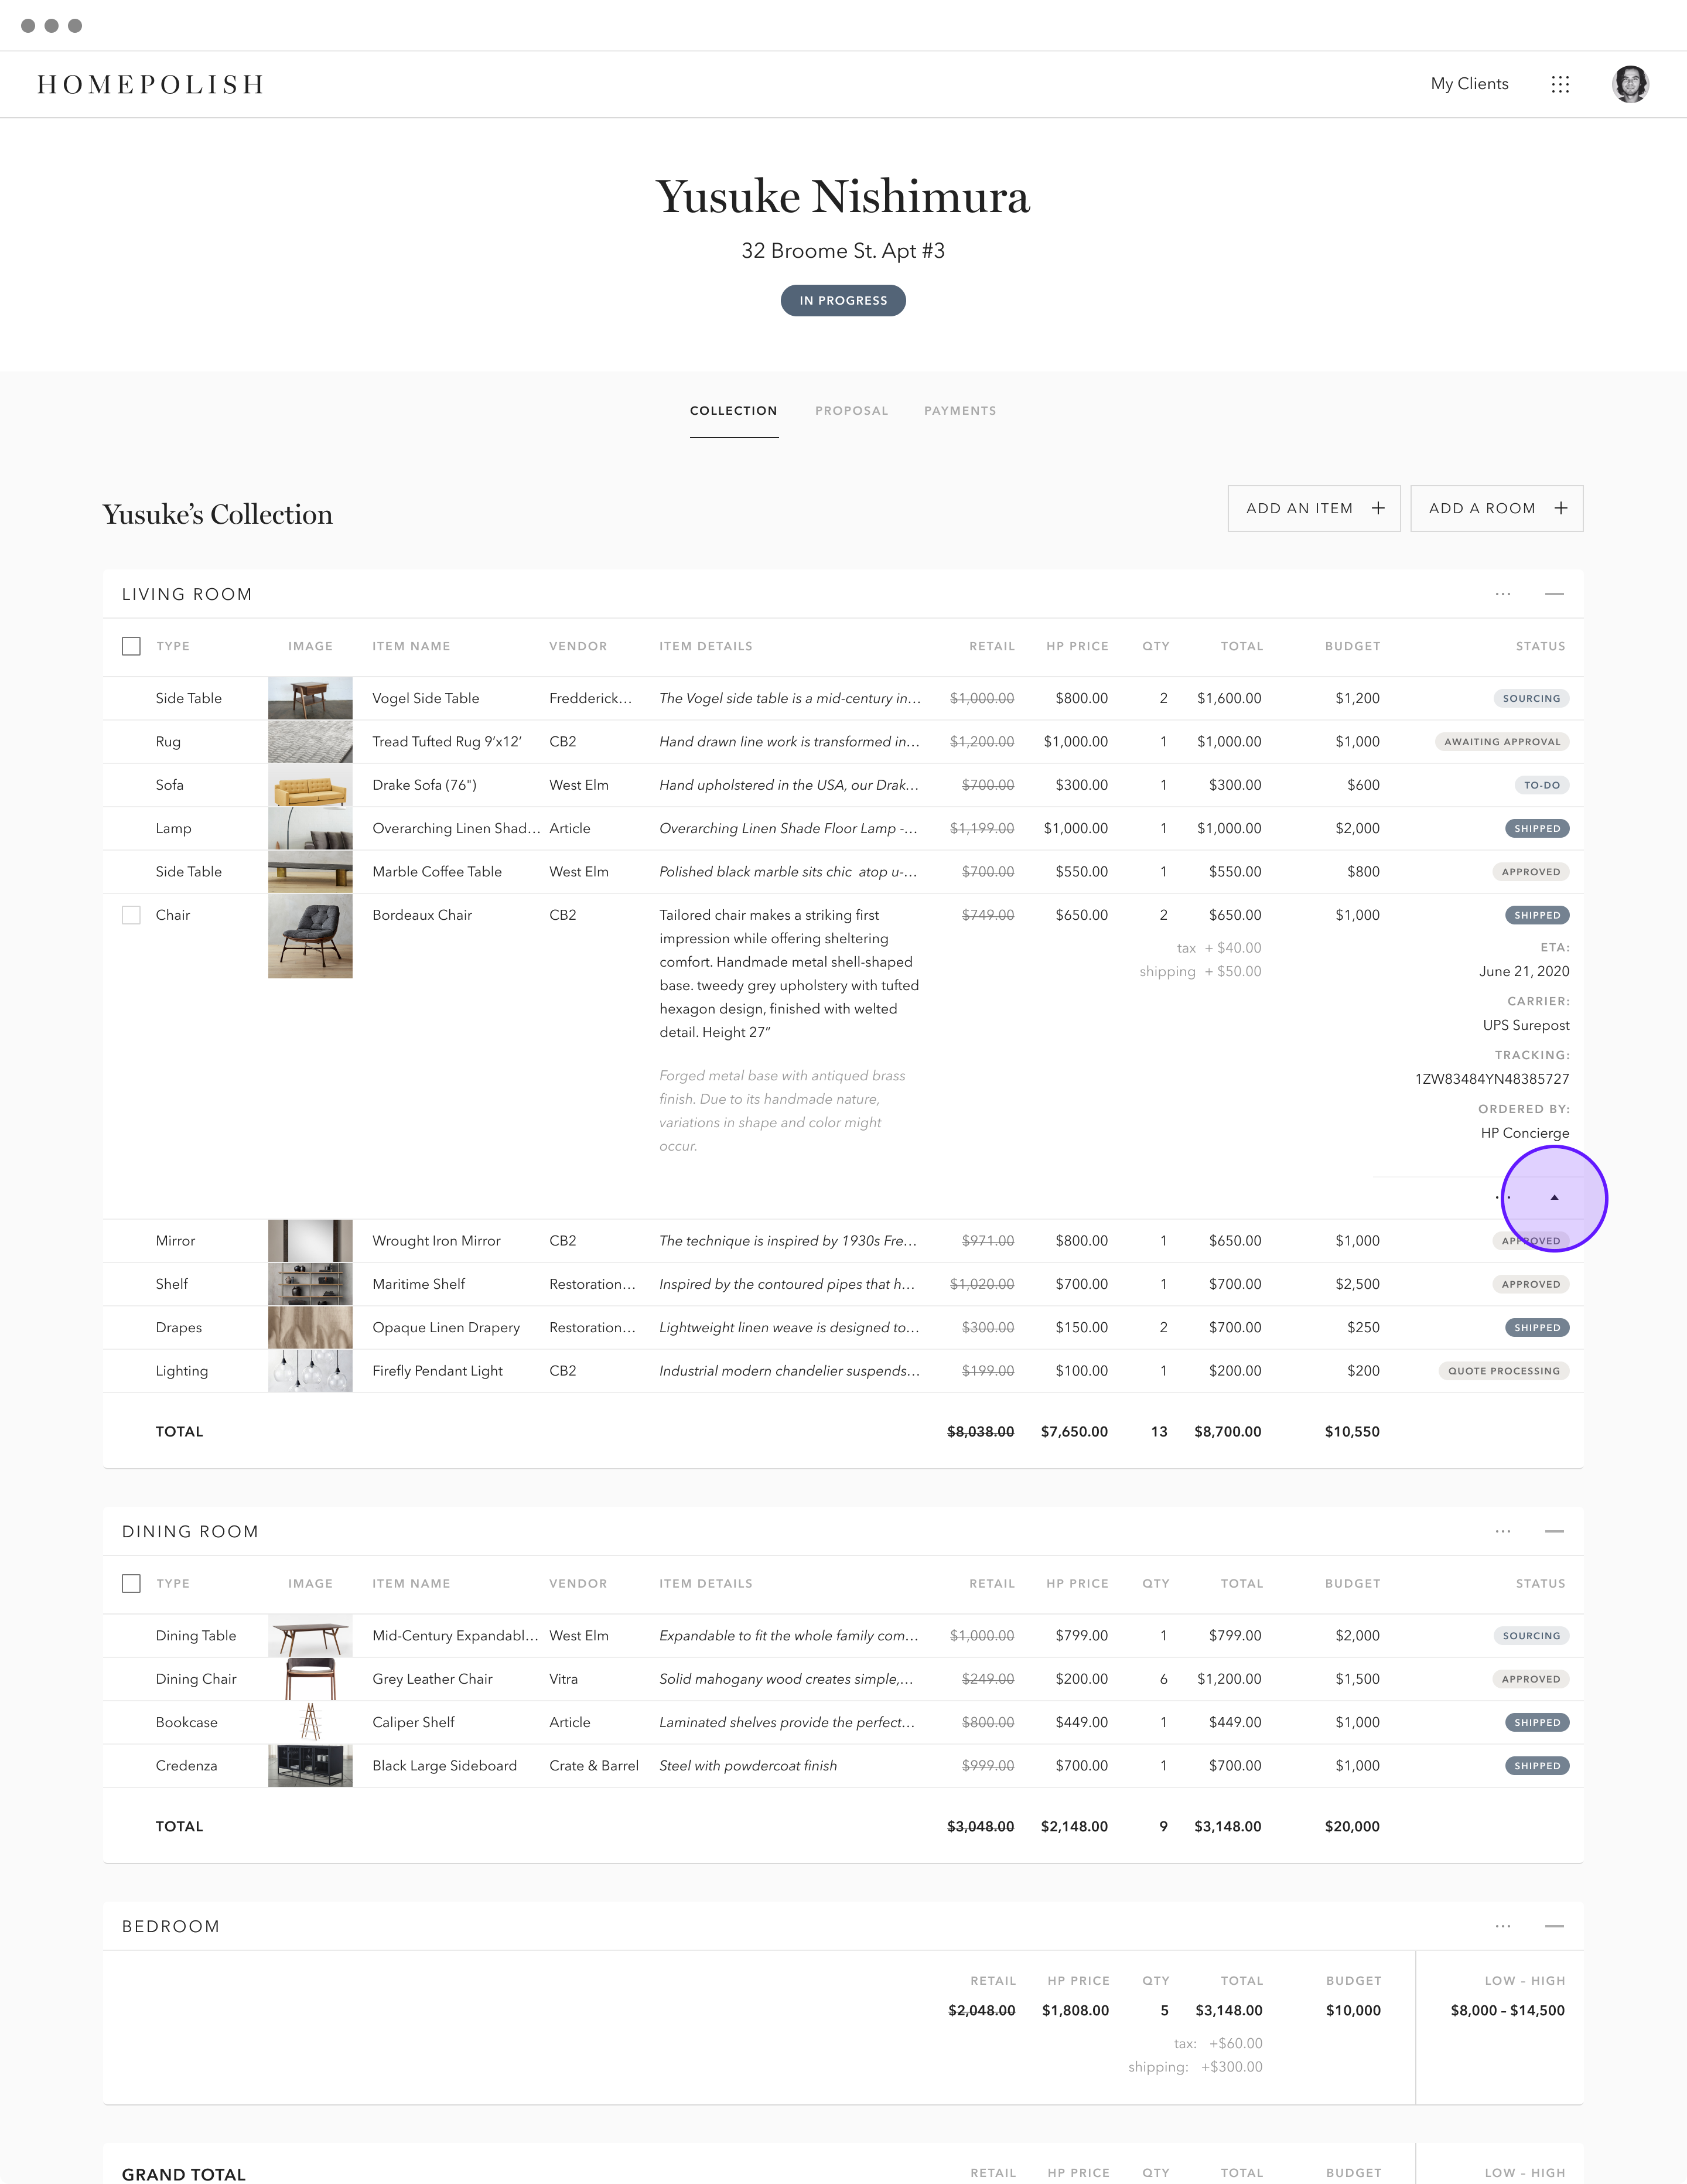 HOMEPOLISH
My Clients
Yusuke Nishimura
32 Broome St. Apt #3
IN PROGRESS
COLLECTION PROPOSAL PAYMENTS
Yusuke’s Collection
ADD AN ITEM +
ADD A ROOM +
LIVING ROOM
TYPE IMAGE ITEM NAME VENDOR ITEM DETAILS RETAIL HP PRICE QTY TOTAL BUDGET STATUS
Side Table Vogel Side Table Fredderick… The Vogel side table is a mid-century in… $1,000.00 $800.00 2 $1,600.00 $1,200 SOURCING
Rug Tread Tufted Rug 9’x12’ CB2 Hand drawn line work is transformed in… $1,200.00 $1,000.00 1 $1,000.00 $1,000 AWAITING APPROVAL
Sofa Drake Sofa (76") West Elm Hand upholstered in the USA, our Drak… $700.00 $300.00 1 $300.00 $600 TO-DO
Lamp Overarching Linen Shad… Article Overarching Linen Shade Floor Lamp -… $1,199.00 $1,000.00 1 $1,000.00 $2,000 SHIPPED
Side Table Marble Coffee Table West Elm Polished black marble sits chic atop u-… $700.00 $550.00 1 $550.00 $800 APPROVED
Chair Bordeaux Chair CB2 Tailored chair makes a striking first $749.00 $650.00 2 $650.00 $1,000 SHIPPED
impression while offering sheltering tax + $40.00 ETA:
comfort. Handmade metal shell-shaped shipping + $50.00 June 21, 2020
base. tweedy grey upholstery with tufted CARRIER:
hexagon design, finished with welted UPS Surepost
detail. Height 27”
TRACKING:
Forged metal base with antiqued brass 1ZW83484YN48385727
finish. Due to its handmade nature, ORDERED BY:
variations in shape and color might HP Concierge
occur.
Mirror Wrought Iron Mirror CB2 The technique is inspired by 1930s Fre… $971.00 $800.00 1 $650.00 $1,000 APPROVED
Shelf Maritime Shelf Restoration… Inspired by the contoured pipes that h… $1,020.00 $700.00 1 $700.00 $2,500 APPROVED
Drapes Opaque Linen Drapery Restoration… Lightweight linen weave is designed to… $300.00 $150.00 2 $700.00 $250 SHIPPED
Lighting Firefly Pendant Light CB2 Industrial modern chandelier suspends… $199.00 $100.00 1 $200.00 $200 QUOTE PROCESSING
TOTAL $8,038.00 $7,650.00 13 $8,700.00 $10,550
DINING ROOM
TYPE IMAGE ITEM NAME VENDOR ITEM DETAILS RETAIL HP PRICE QTY TOTAL BUDGET STATUS
Dining Table Mid-Century Expandabl… West Elm Expandable to fit the whole family com… $1,000.00 $799.00 1 $799.00 $2,000 SOURCING
Dining Chair Grey Leather Chair Vitra Solid mahogany wood creates simple,… $249.00 $200.00 6 $1,200.00 $1,500 APPROVED
Bookcase Caliper Shelf Article Laminated shelves provide the perfect… $800.00 $449.00 1 $449.00 $1,000 SHIPPED
Credenza Black Large Sideboard Crate & Barrel Steel with powdercoat finish $999.00 $700.00 1 $700.00 $1,000 SHIPPED
TOTAL $3,048.00 $2,148.00 9 $3,148.00 $20,000
BEDROOM
RETAIL HP PRICE QTY TOTAL BUDGET LOW – HIGH
$2,048.00 $1,808.00 5 $3,148.00 $10,000 $8,000 – $14,500
tax: +$60.00
shipping: +$300.00
GRAND TOTAL RETAIL HP PRICE QTY TOTAL BUDGET LOW – HIGH